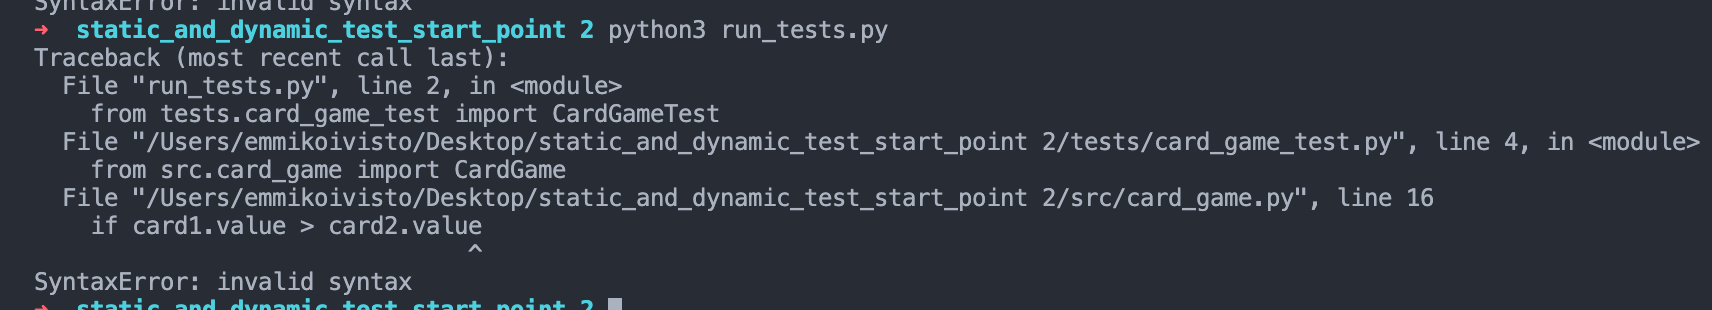 SyntaxError: invalid syntax
➜  static_and_dynamic_test_start_point 2 python3 run_tests.py
Traceback (most recent call last):
  File "run_tests.py", line 2, in <module>
    from tests.card_game_test import CardGameTest
  File "/Users/emmikoivisto/Desktop/static_and_dynamic_test_start_point 2/tests/card_game_test.py", line 4, in <module>
    from src.card_game import CardGame
  File "/Users/emmikoivisto/Desktop/static_and_dynamic_test_start_point 2/src/card_game.py", line 16
    if card1.value > card2.value
                               ^
SyntaxError: invalid syntax
➜  static_and_dynamic_test_start_point 2